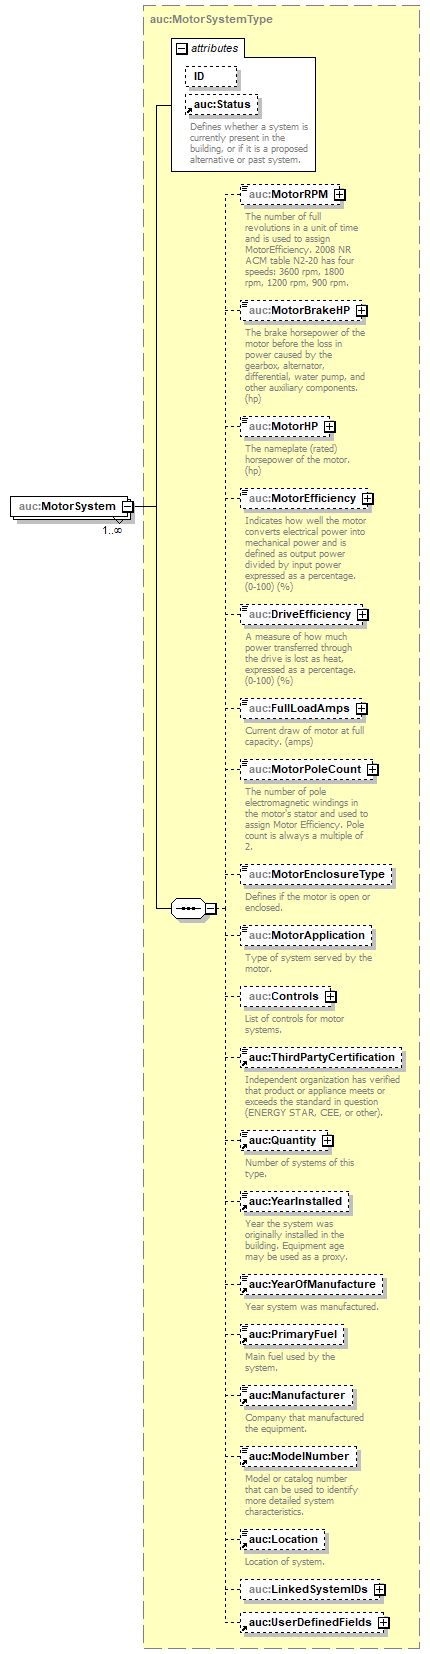 auc:MotorSystemType
attributes
ID
auc:Status
Defines whether a system is
currently present in the
building, or if it is a proposed
alternative or past system.
auc:MotorRPM
The number of full
revolutions in a unit of time
and is used to assign
MotorEfficiency. 2008 NR
ACM table N2-20 has four
speeds: 3600 rpm, 1800
rpm, 1200 rpm, 900 rpm.
auc:MotorBrakeHP
The brake horsepower of the
motor before the loss in
power caused by the
gearbox, alternator,
differential, water pump, and
other auxiliary components.
(hp)
auc:MotorHP
The nameplate (rated)
horsepower of the motor.
(hp)
auc:MotorSystem
1..∞
auc:MotorEfficiency
Indicates how well the motor
converts electrical power into
mechanical power and is
defined as output power
divided by input power
expressed as a percentage.
(0-100) (%)
auc:DriveEfficiency
A measure of how much
power transferred through
the drive is lost as heat,
expressed as a percentage.
(0-100) (%)
auc:FullLoadAmps
Current draw of motor at full
capacity. (amps)
auc:MotorPoleCount
The number of pole
electromagnetic windings in
the motor's stator and used to
assign Motor Efficiency. Pole
count is always a multiple of
2.
auc:MotorEnclosureType
Defines if the motor is open or
enclosed.
auc:MotorApplication
Type of system served by the
motor.
auc:Controls
List of controls for motor
systems.
auc:ThirdPartyCertification
Independent organization has verified
that product or appliance meets or
exceeds the standard in question
(ENERGY STAR, CEE, or other).
auc:Quantity
Number of systems of this
type.
auc:YearInstalled
Year the system was
originally installed in the
building. Equipment age
may be used as a proxy.
auc:YearOfManufacture
Year system was manufactured.
auc:PrimaryFuel
Main fuel used by the
system.
auc:Manufacturer
Company that manufactured
the equipment.
auc:ModelNumber
Model or catalog number
that can be used to identify
more detailed system
characteristics.
auc:Location
Location of system.
auc:LinkedSystemIDs
auc:UserDefinedFields